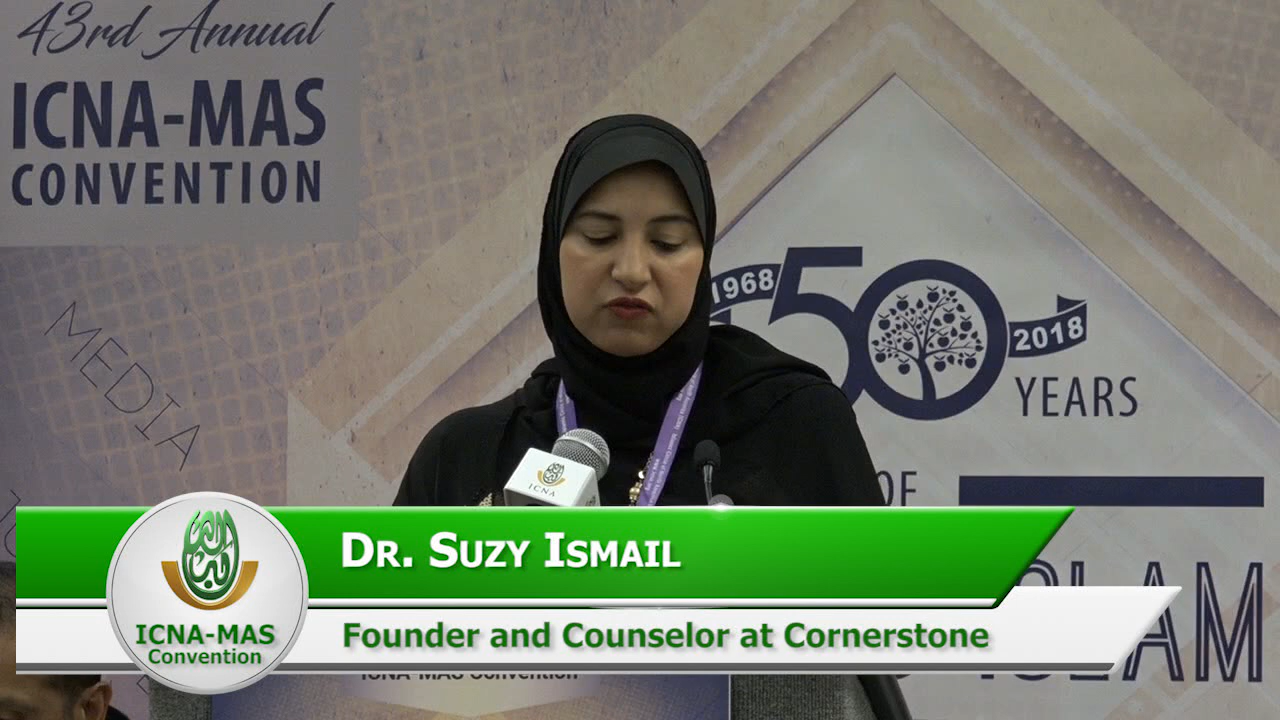 43rd Annual
ICNA-MAS
CONVENTION
MEDIA
1968
50
2018
YEARS
OF
ISLAM
ICNA
DR. SUZY ISMAIL
Founder and Counselor at Cornerstone
ICNA-MAS
Convention
ICNA-MAS Convention